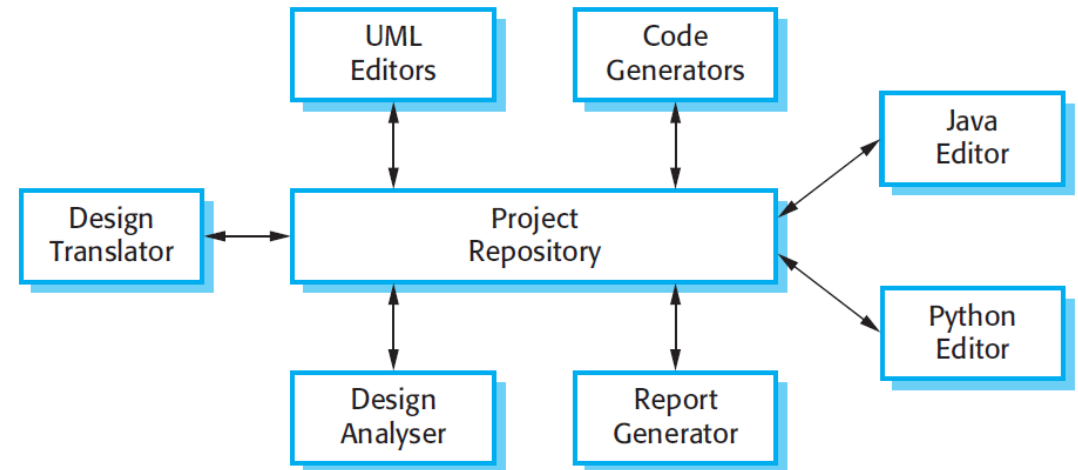 UML
Editors
Code
Generators
Java
Editor
Design
Translator
Project
Repository
Python
Editor
Design
Analyser
Report
Generator